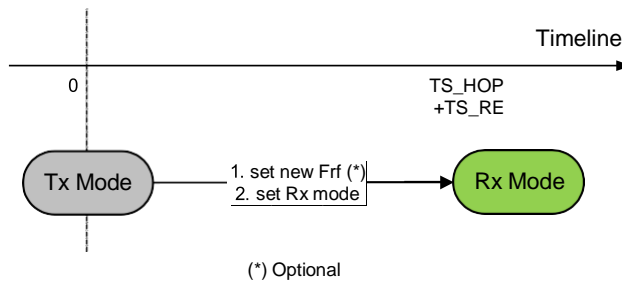 Timeline
0
TS_HOP
+TS_RE
Tx Mode
1. set new Frf (*)
2. set Rx mode
Rx Mode
(*) Optional